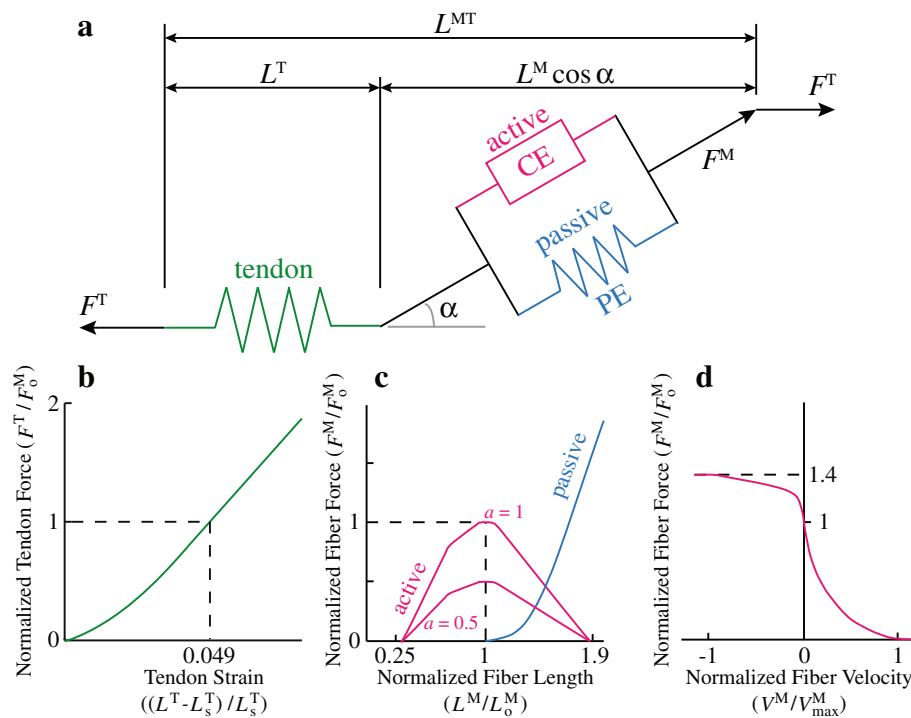 a
L^MT
L^T
L^M cos α
F^T
active
CE
F^M
passive
PE
tendon
F^T
α
b
Normalized Tendon Force (F^T/F_o^M)
2
1
0
0.049
Tendon Strain
((L^T-L_s^T)/L_s^T)
c
Normalized Fiber Force (F^M/F_o^M)
1
0
active
a = 1
a = 0.5
passive
0.25
1
1.9
Normalized Fiber Length
(L^M/L_o^M)
d
Normalized Fiber Force (F^M/F_o^M)
1.4
1
-1
0
1
Normalized Fiber Velocity
(V^M/V_max^M)